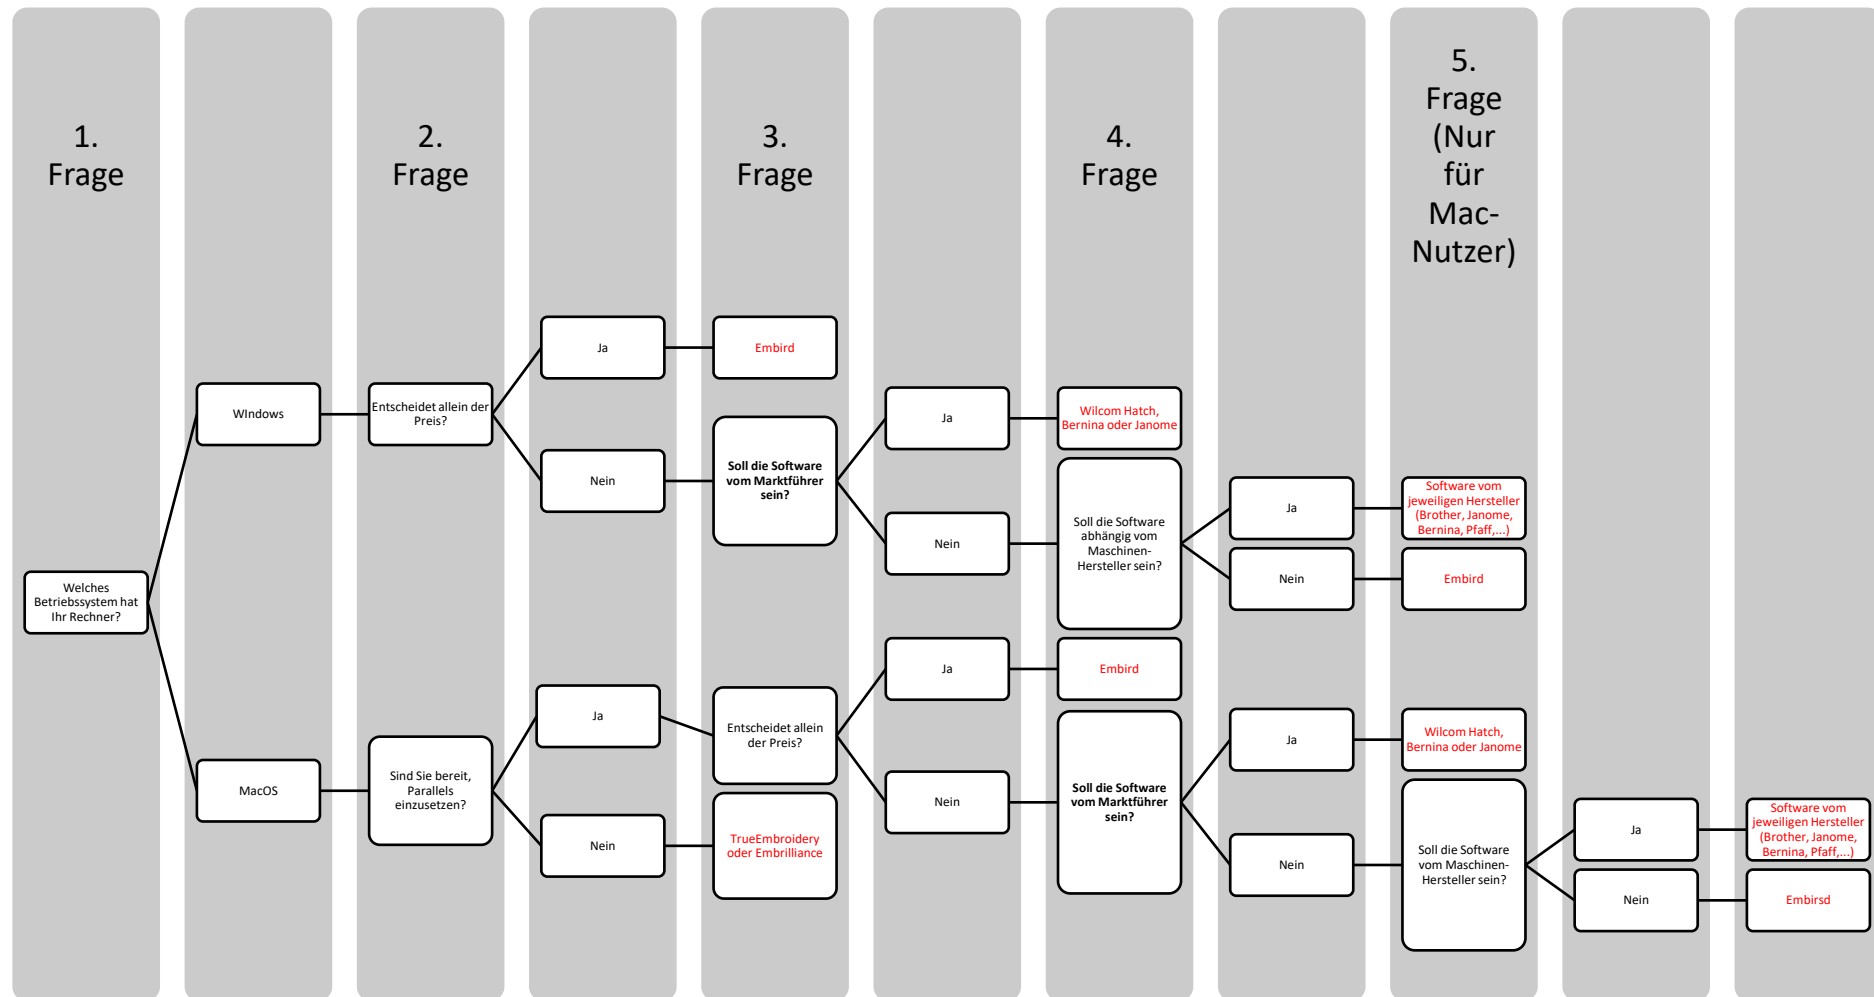 1.
Frage
2.
Frage
3.
Frage
4.
Frage
5.
Frage
(Nur
für
Mac-
Nutzer)
Welches
Betriebssystem hat
Ihr Rechner?
WIndows
Entscheidet allein der
Preis?
Ja
Embird
Nein
Soll die Software
vom Marktführer
sein?
Ja
Wilcom Hatch,
Bernina oder Janome
Nein
Soll die Software
abhängig vom
Maschinen-
Hersteller sein?
Ja
Software vom
jeweiligen Hersteller
(Brother, Janome,
Bernina, Pfaff,...)
Nein
Embird
MacOS
Sind Sie bereit,
Parallels
einzusetzen?
Ja
Entscheidet allein
der Preis?
Ja
Embird
Nein
Soll die Software
vom Marktführer
sein?
Ja
Wilcom Hatch,
Bernina oder Janome
Nein
Soll die Software
vom Maschinen-
Hersteller sein?
Ja
Software vom
jeweiligen Hersteller
(Brother, Janome,
Bernina, Pfaff,...)
Nein
Embirsd
Nein
TrueEmbroidery
oder Embrilliance